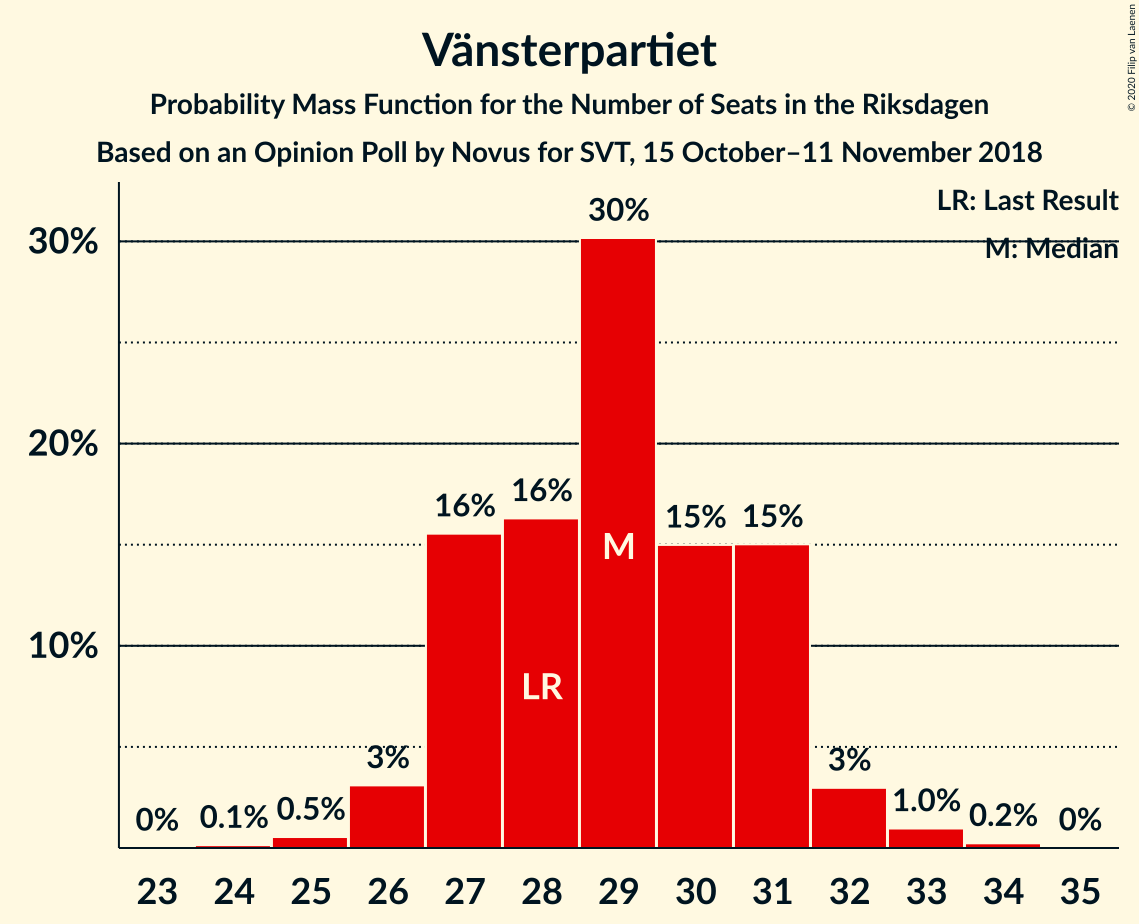 Vänsterpartiet
Probability Mass Function for the Number of Seats in the Riksdagen
Based on an Opinion Poll by Novus for SVT, 15 October–11 November 2018
© 2020 Filip van Laenen
LR: Last Result
M: Median
30%
20%
10%
0%
0.1%
0.5%
3%
16%
16%
30%
15%
15%
3%
1.0%
0.2%
0%
M
LR
23 24 25 26 27 28 29 30 31 32 33 34 35